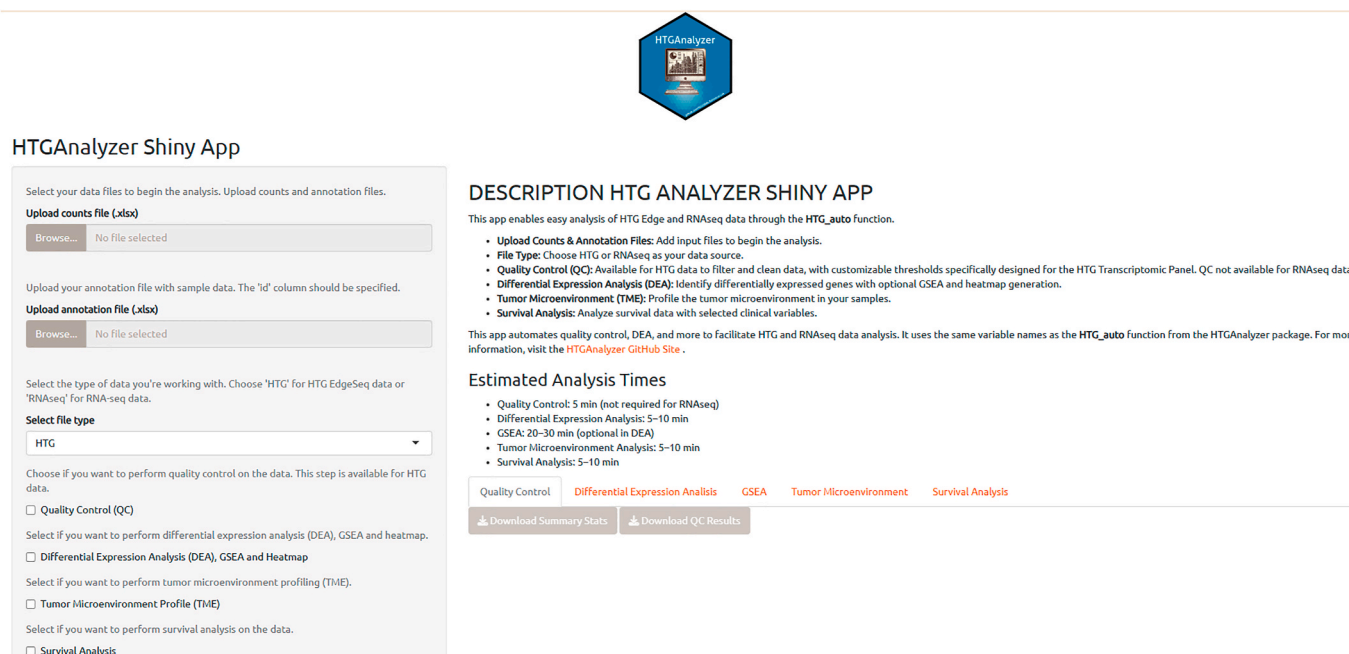 HTGAnalyzer
HTGAnalyzer Shiny App
Select your data files to begin the analysis. Upload counts and annotation files.
Upload counts file (.xlsx)
Browse... No file selected
Upload your annotation file with sample data. The 'id' column should be specified.
Upload annotation file (.xlsx)
Browse... No file selected
Select the type of data you're working with. Choose 'HTG' for HTG EdgeSeq data or
'RNAseq' for RNA-seq data.
Select file type
HTG
Choose if you want to perform quality control on the data. This step is available for HTG
data.
Quality Control (QC)
Select if you want to perform differential expression analysis (DEA), GSEA and heatmap.
Differential Expression Analysis (DEA), GSEA and Heatmap
Select if you want to perform tumor microenvironment profiling (TME).
Tumor Microenvironment Profile (TME)
Select if you want to perform survival analysis on the data.
Survival Analysis
DESCRIPTION HTG ANALYZER SHINY APP
This app enables easy analysis of HTG Edge and RNAseq data through the HTG_auto function.
• Upload Counts & Annotation Files: Add input files to begin the analysis.
• File Type: Choose HTG or RNAseq as your data source.
• Quality Control (QC): Available for HTG data to filter and clean data, with customizable thresholds specifically designed for the HTG Transcriptomic Panel. QC not available for RNAseq data
• Differential Expression Analysis (DEA): Identify differentially expressed genes with optional GSEA and heatmap generation.
• Tumor Microenvironment (TME): Profile the tumor microenvironment in your samples.
• Survival Analysis: Analyze survival data with selected clinical variables.
This app automates quality control, DEA, and more to facilitate HTG and RNAseq data analysis. It uses the same variable names as the HTG_auto function from the HTGAnalyzer package. For mor
information, visit the HTGAnalyzer GitHub Site .
Estimated Analysis Times
• Quality Control: 5 min (not required for RNAseq)
• Differential Expression Analysis: 5–10 min
• GSEA: 20–30 min (optional in DEA)
• Tumor Microenvironment Analysis: 5–10 min
• Survival Analysis: 5–10 min
Quality Control Differential Expression Analisis GSEA Tumor Microenvironment Survival Analysis
Download Summary Stats Download QC Results